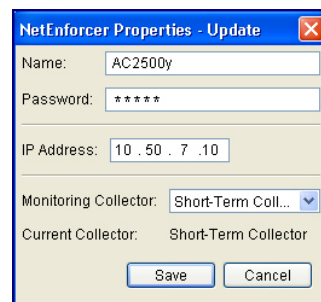 NetEnforcer Properties - Update
Name: AC2500y
Password: *****
IP Address: 10 . 50 . 7 .10
Monitoring Collector: Short-Term Coll...
Current Collector: Short-Term Collector
Save Cancel